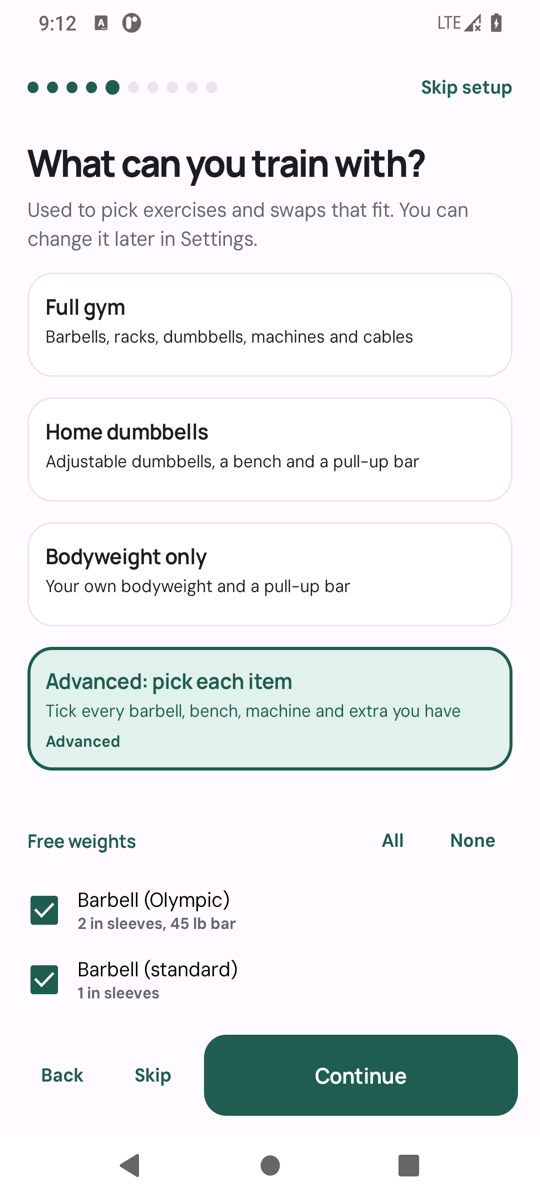 9:12
LTE
Skip setup
What can you train with?
Used to pick exercises and swaps that fit. You can
change it later in Settings.
Full gym
Barbells, racks, dumbbells, machines and cables
Home dumbbells
Adjustable dumbbells, a bench and a pull-up bar
Bodyweight only
Your own bodyweight and a pull-up bar
Advanced: pick each item
Tick every barbell, bench, machine and extra you have
Advanced
Free weights All None
Barbell (Olympic)
2 in sleeves, 45 lb bar
Barbell (standard)
1 in sleeves
Back Skip Continue